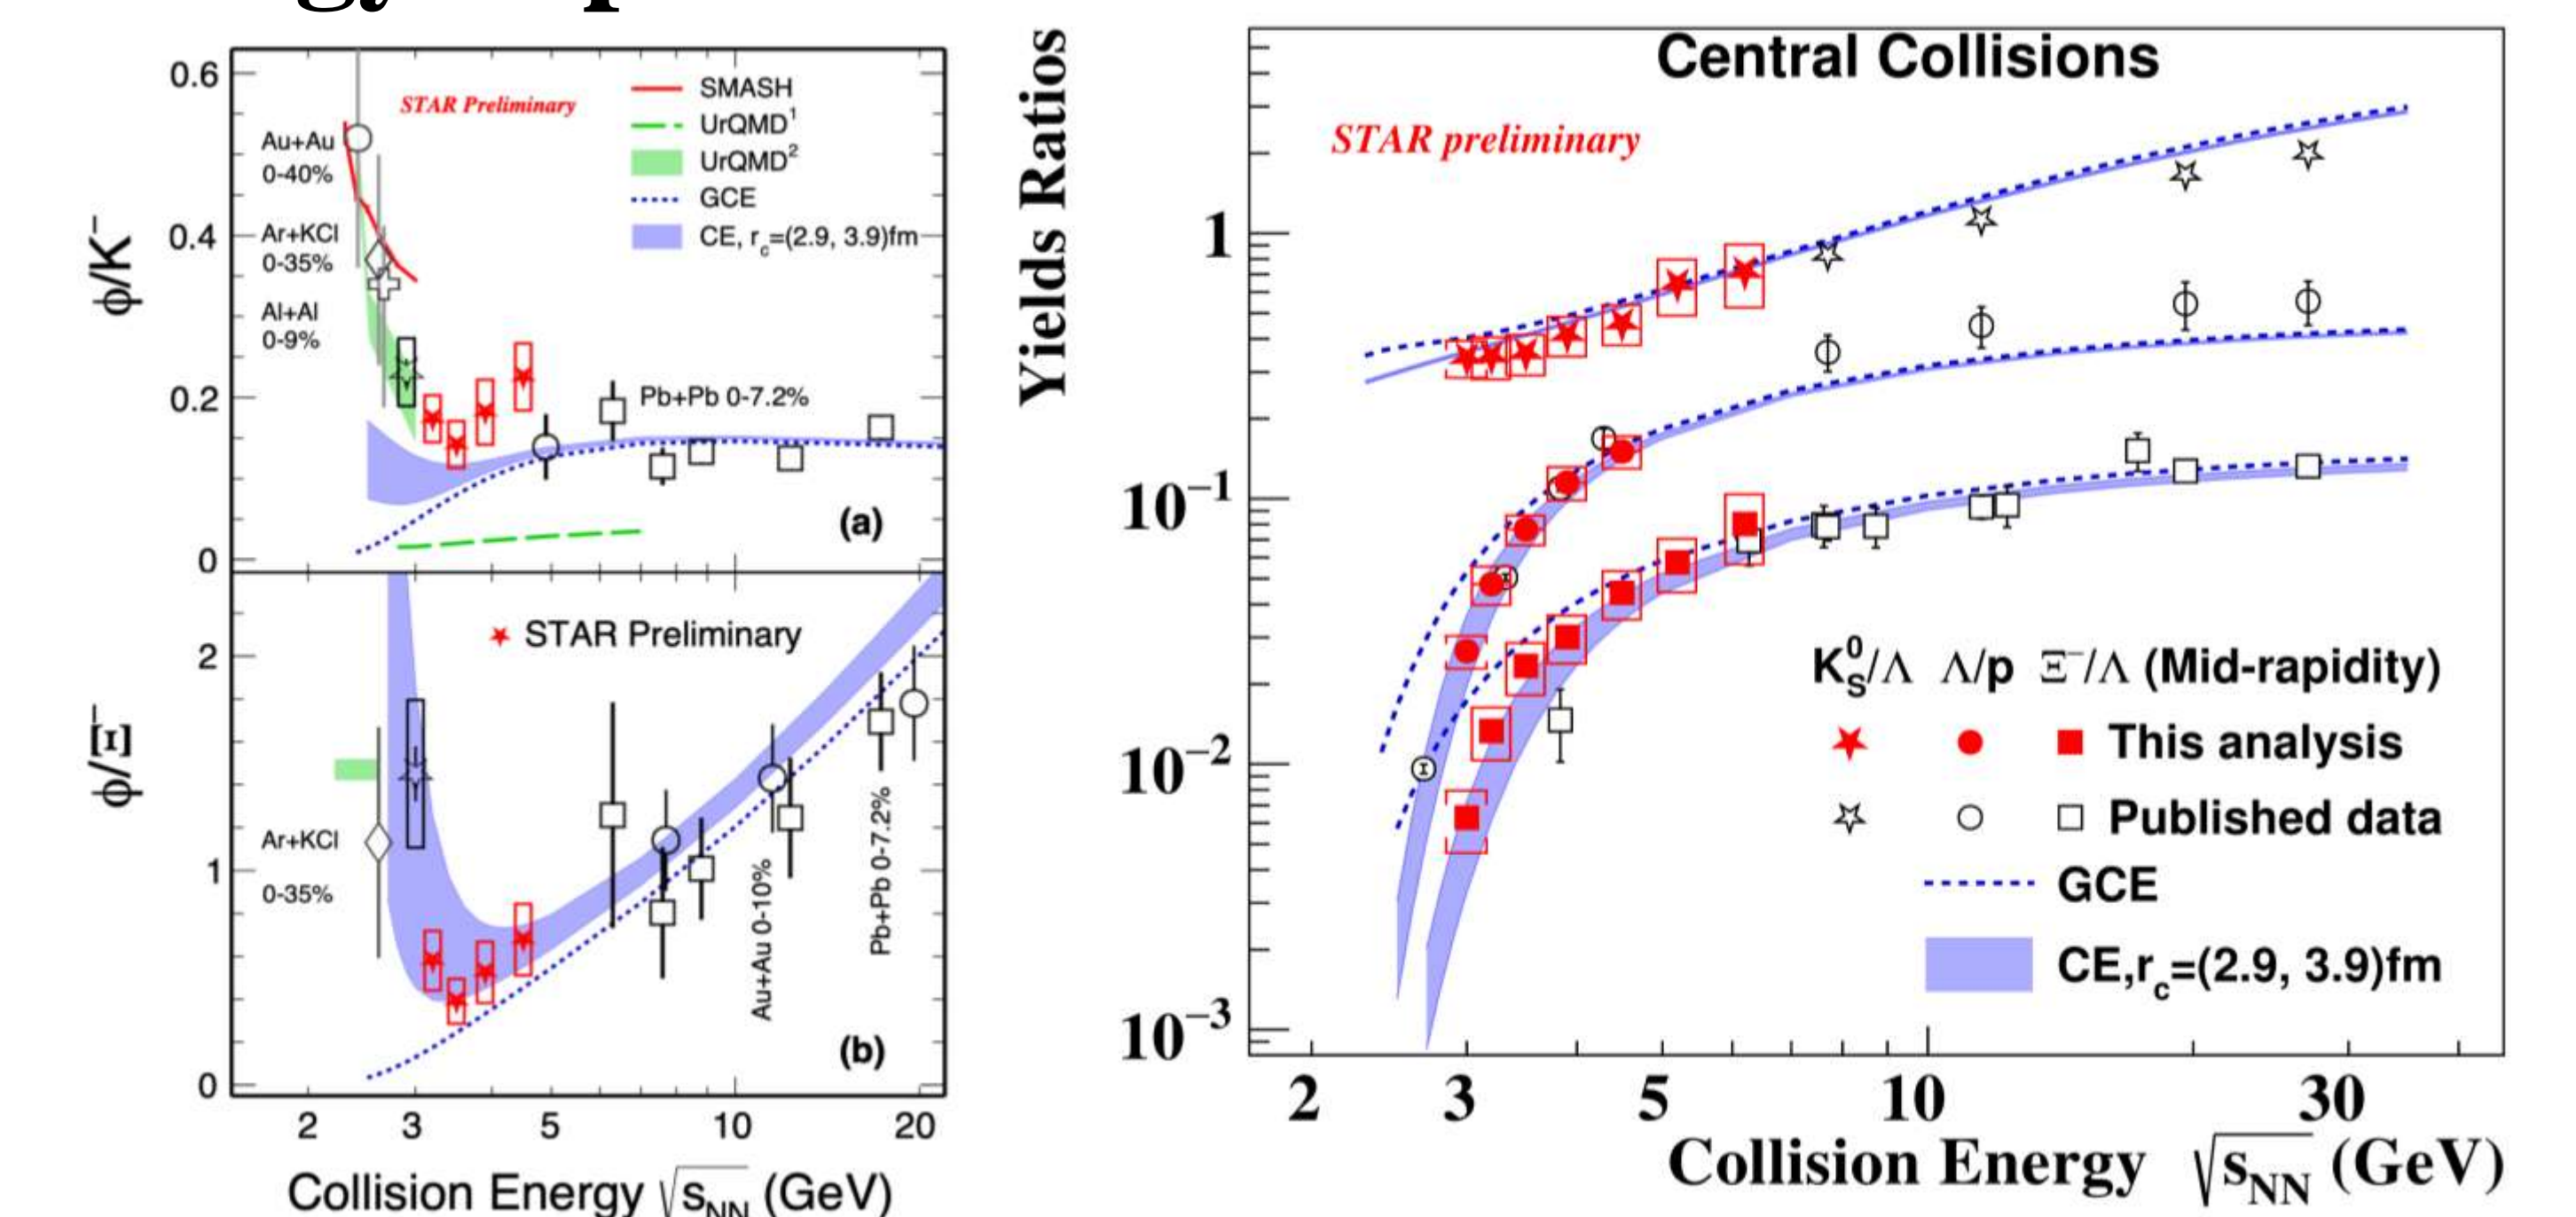 0.6
0.4
0.2
0
ϕ/K⁻
STAR Preliminary
SMASH
UrQMD¹
UrQMD²
GCE
CE, r_c=(2.9, 3.9)fm
Au+Au
0-40%
Ar+KCl
0-35%
Al+Al
0-9%
Pb+Pb 0-7.2%
(a)
2
1
0
ϕ/Ξ⁻
STAR Preliminary
Ar+KCl
0-35%
Au+Au 0-10%
Pb+Pb 0-7.2%
(b)
2 3 5 10 20
Collision Energy √s_NN (GeV)
Yields Ratios
Central Collisions
STAR preliminary
1
10⁻¹
10⁻²
10⁻³
K⁰_S/Λ Λ/p Ξ⁻/Λ (Mid-rapidity)
This analysis
Published data
GCE
CE,r_c=(2.9, 3.9)fm
2 3 5 10 30
Collision Energy √s_NN (GeV)